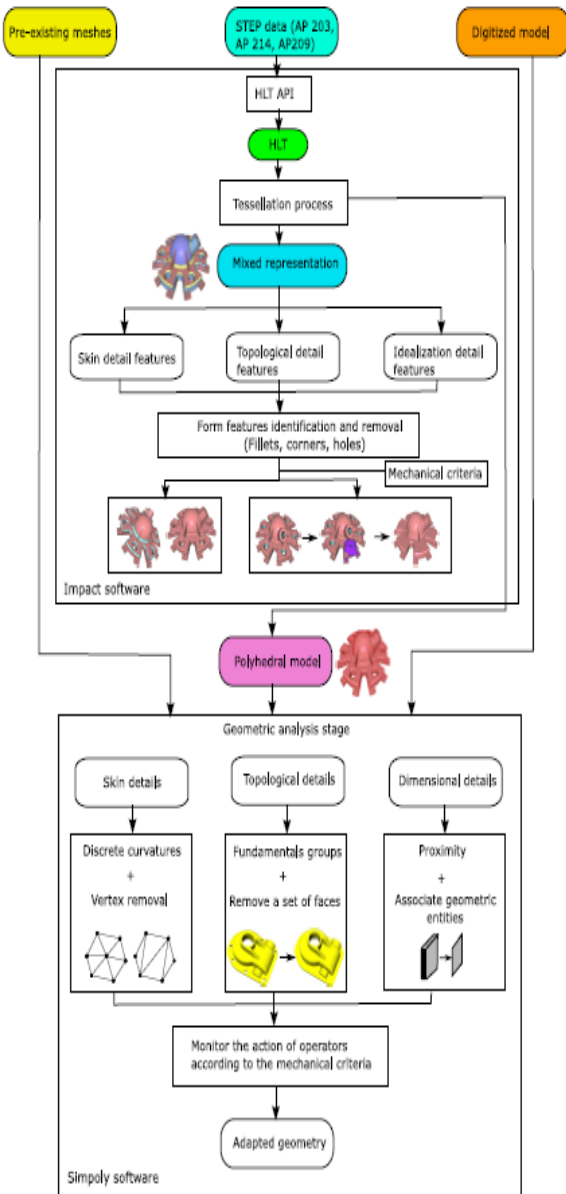 Pre-existing meshes
STEP data (AP 203,
AP 214, AP209)
Digitized model
HLT API
HLT
Tessellation process
Mixed representation
Skin detail features
Topological detail
features
Idealization detail
features
Form features identification and removal
(Fillets, corners, holes)
Mechanical criteria
Impact software
Polyhedral model
Geometric analysis stage
Skin details
Topological details
Dimensional details
Discrete curvatures
+
Vertex removal
Fundamentals groups
+
Remove a set of faces
Proximity
+
Associate geometric
entities
Monitor the action of operators
according to the mechanical criteria
Adapted geometry
Simpoly software